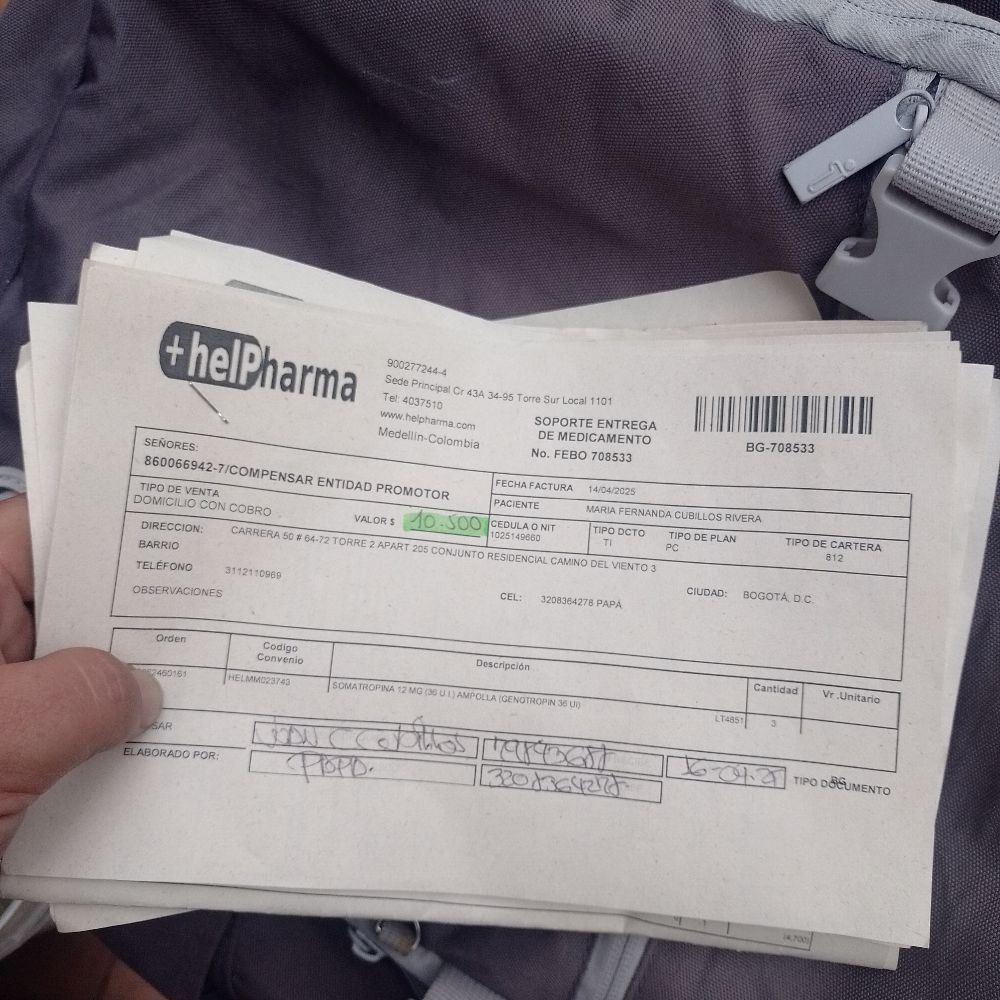 +helPharma
900277244-4
Sede Principal Cr 43A 34-95 Torre Sur Local 1101
Tel: 4037510
www.helpharma.com
Medellín-Colombia
SOPORTE ENTREGA
DE MEDICAMENTO
No. FEBO 708533
BG-708533
SEÑORES:
860066942-7/COMPENSAR ENTIDAD PROMOTOR
FECHA FACTURA 14/04/2025
PACIENTE MARIA FERNANDA CUBILLOS RIVERA
TIPO DE VENTA
DOMICILIO CON COBRO
VALOR $ 10.500
CEDULA O NIT
1025149660
TIPO DCTO
TI
TIPO DE PLAN
PC
TIPO DE CARTERA
812
DIRECCION: CARRERA 50 # 64-72 TORRE 2 APART 205 CONJUNTO RESIDENCIAL CAMINO DEL VIENTO 3
BARRIO
TELÉFONO 3112110969
CEL: 3208364278 PAPÁ
CIUDAD: BOGOTÁ, D.C.
OBSERVACIONES
Orden
Codigo
Convenio
Descripción
Cantidad
Vr .Unitario
2460161
HELMM023743
SOMATROPINA 12 MG (36 U.I.) AMPOLLA (GENOTROPIN 36 UI)
LT4851
3
SAR
ELABORADO POR:
TIPO DOCUMENTO
BG
(4,700)